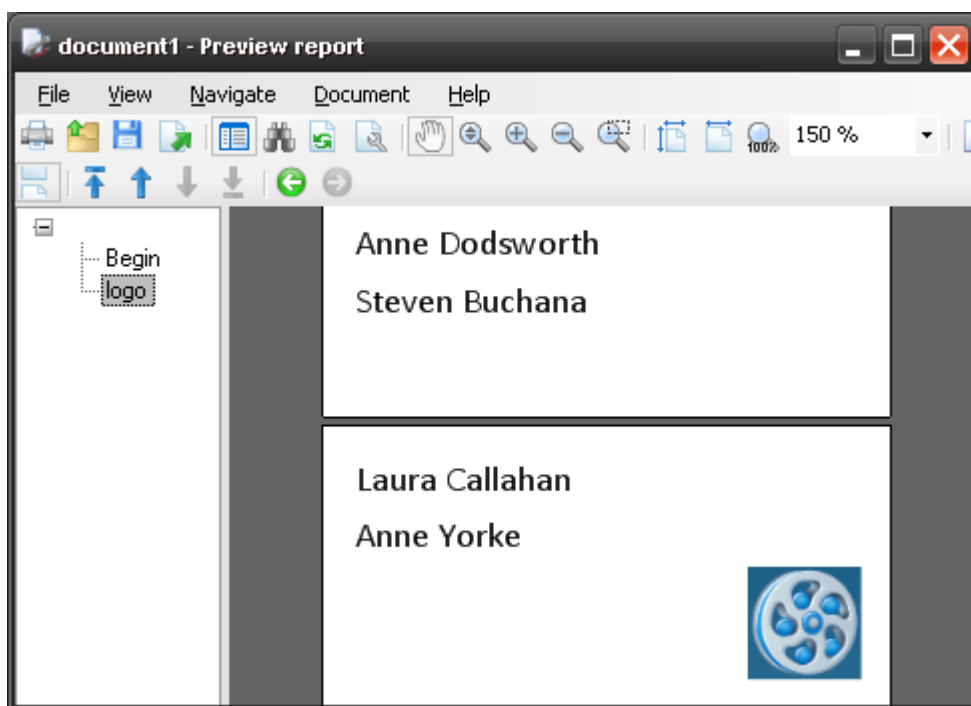 document1 - Preview report
File View Navigate Document Help
100%
150 %
Begin
logo
Anne Dodsworth
Steven Buchana
Laura Callahan
Anne Yorke